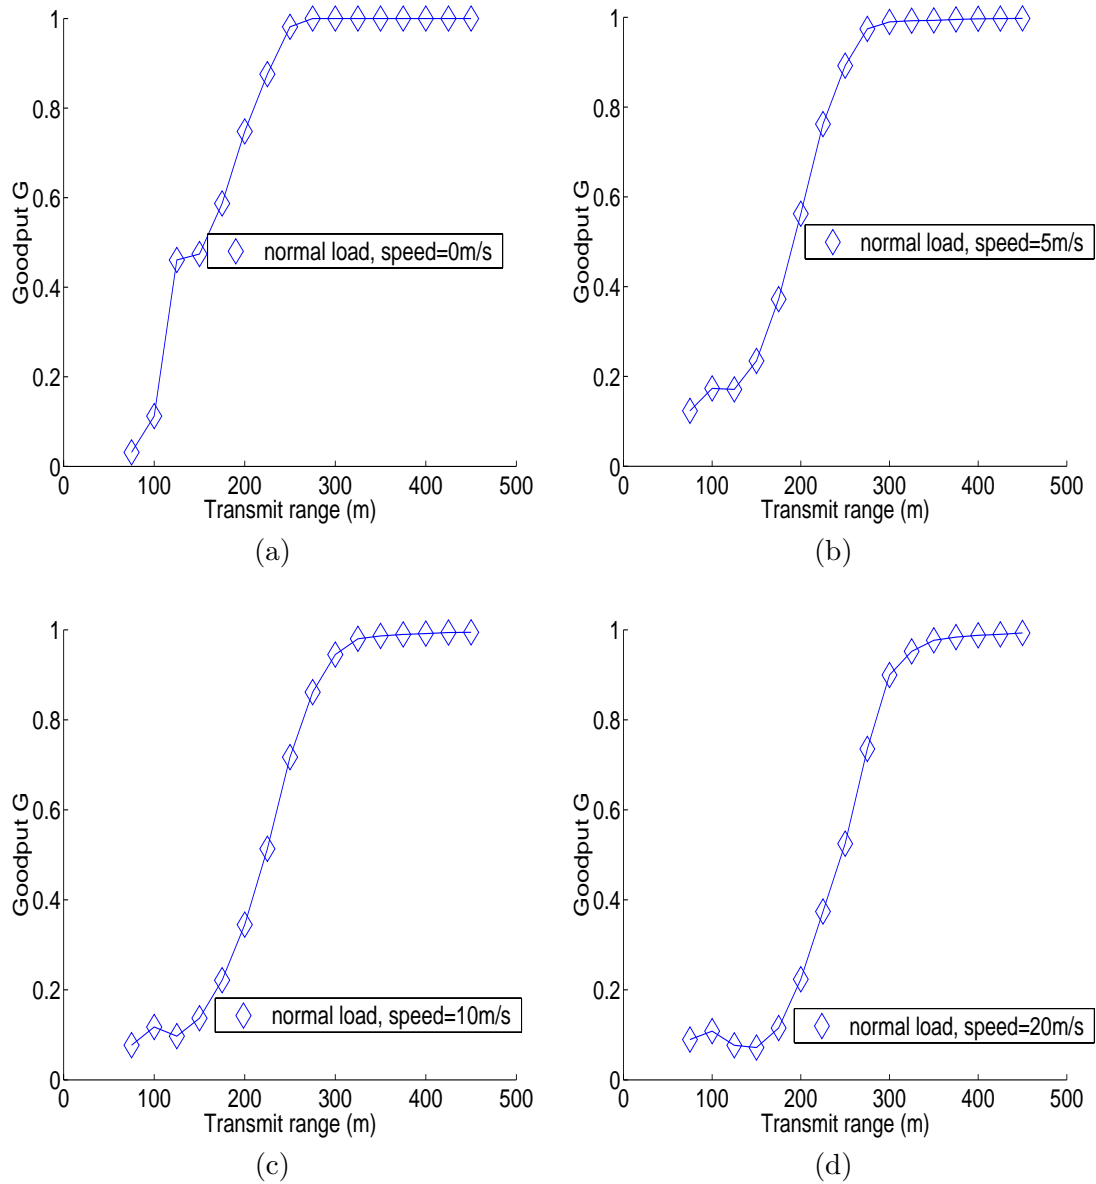 1
0.8
0.6
0.4
0.2
0
Goodput G
normal load, speed=0m/s
0 100 200 300 400 500
Transmit range (m)
(a)
1
0.8
0.6
0.4
0.2
0
Goodput G
normal load, speed=5m/s
0 100 200 300 400 500
Transmit range (m)
(b)
1
0.8
0.6
0.4
0.2
0
Goodput G
normal load, speed=10m/s
0 100 200 300 400 500
Transmit range (m)
(c)
1
0.8
0.6
0.4
0.2
0
Goodput G
normal load, speed=20m/s
0 100 200 300 400 500
Transmit range (m)
(d)